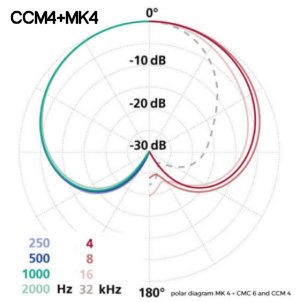 CCM4+MK4
0°
-10 dB
-20 dB
-30 dB
250 4
500 8
1000 16
2000 Hz 32 kHz
180°
polar diagram MK 4 + CMC 6 and CCM 4